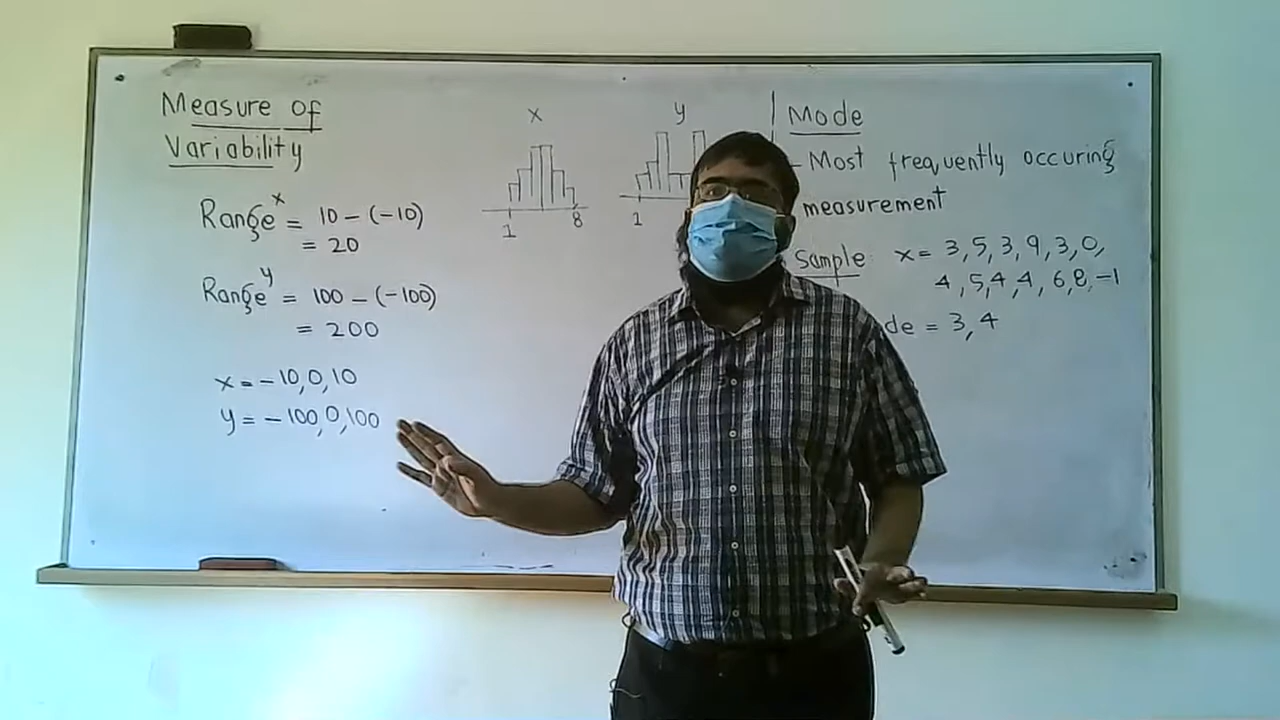 Measure of
Variability
Range^x = 10 - (-10)
= 20
Range^y = 100 - (-100)
= 200
x = -10, 0, 10
y = -100, 0, 100
x
1 8
y
1
Mode
- Most frequently occuring
measurement
Sample: x = 3, 5, 3, 9, 3, 0,
4, 5, 4, 4, 6, 8, -1
de = 3, 4